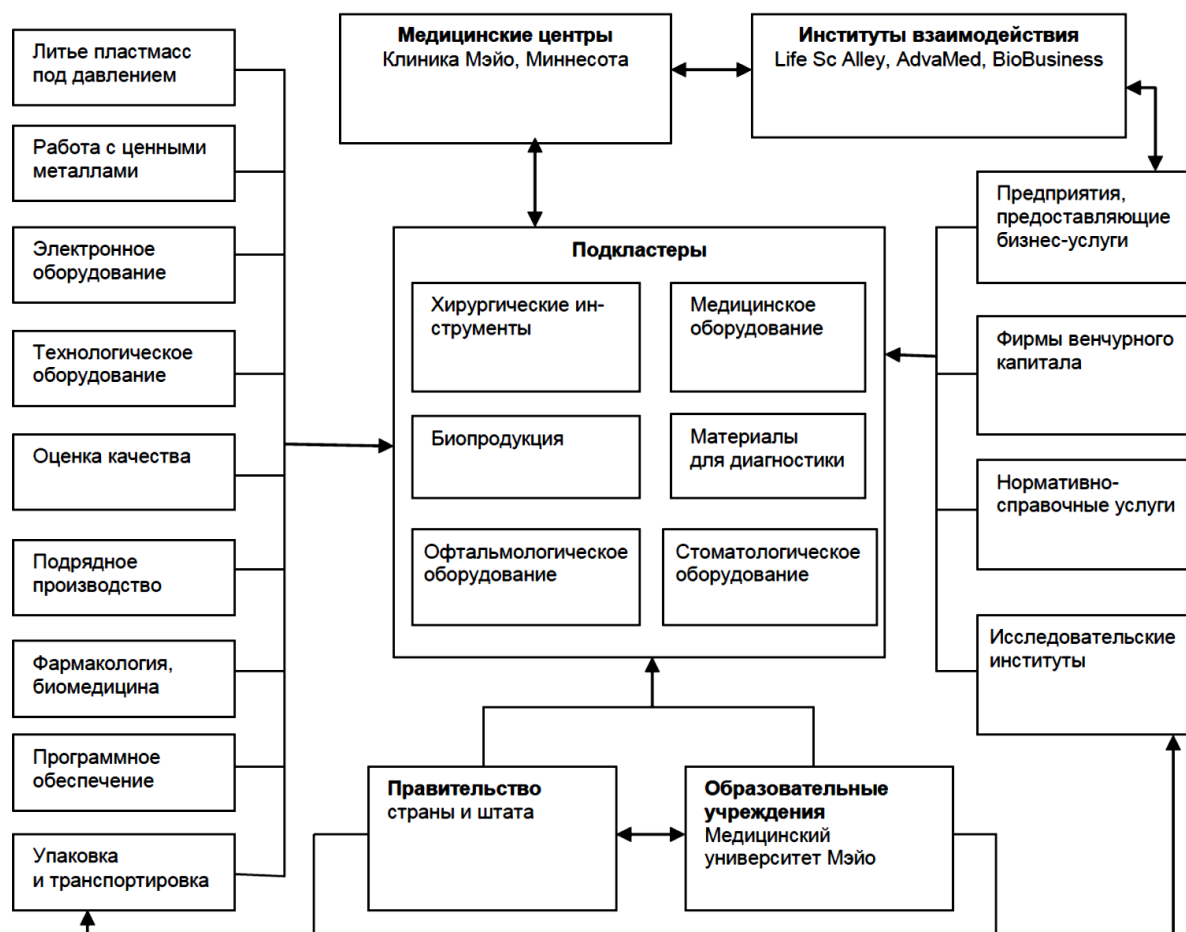 Литье пластмасс
под давлением
Работа с ценными
металлами
Электронное
оборудование
Технологическое
оборудование
Оценка качества
Подрядное
производство
Фармакология,
биомедицина
Программное
обеспечение
Упаковка
и транспортировка
Медицинские центры
Клиника Мэйо, Миннесота
Институты взаимодействия
Life Sc Alley, AdvaMed, BioBusiness
Подкластеры
Хирургические ин-
струменты
Медицинское
оборудование
Биопродукция
Материалы
для диагностики
Офтальмологическое
оборудование
Стоматологическое
оборудование
Предприятия,
предоставляющие
бизнес-услуги
Фирмы венчурного
капитала
Нормативно-
справочные услуги
Исследовательские
институты
Правительство
страны и штата
Образовательные
учреждения
Медицинский
университет Мэйо